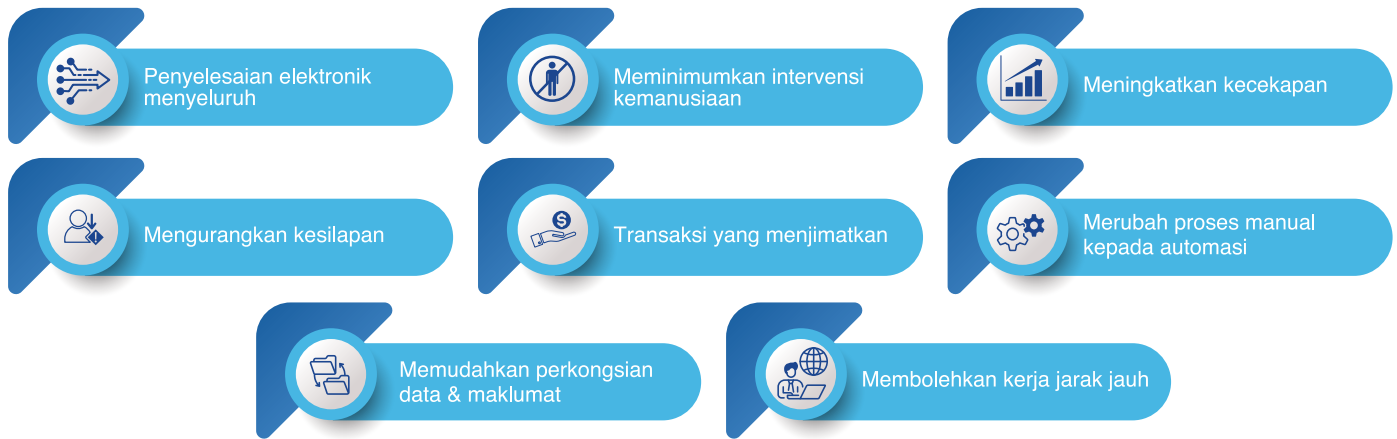 Penyelesaian elektronik
menyeluruh
Meminimumkan intervensi
kemanusiaan
Meningkatkan kecekapan
Mengurangkan kesilapan
Transaksi yang menjimatkan
Merubah proses manual
kepada automasi
Memudahkan perkongsian
data & maklumat
Membolehkan kerja jarak jauh